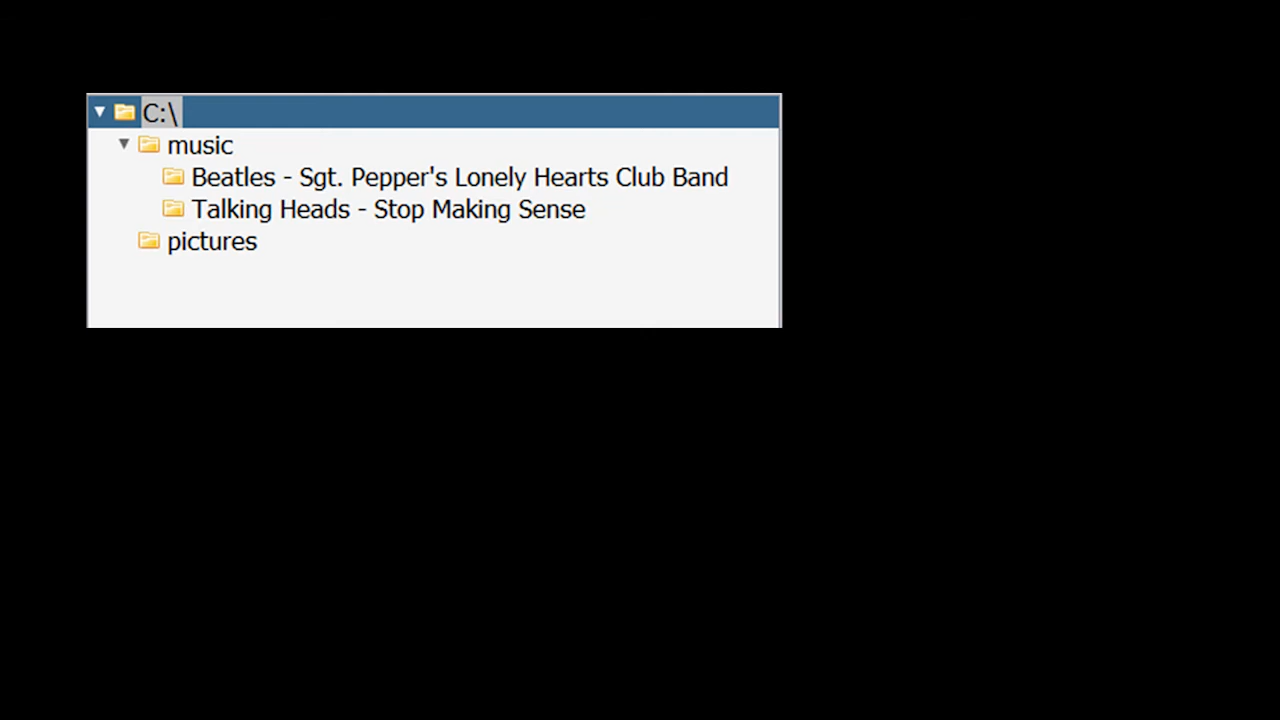 C:\
music
Beatles - Sgt. Pepper's Lonely Hearts Club Band
Talking Heads - Stop Making Sense
pictures